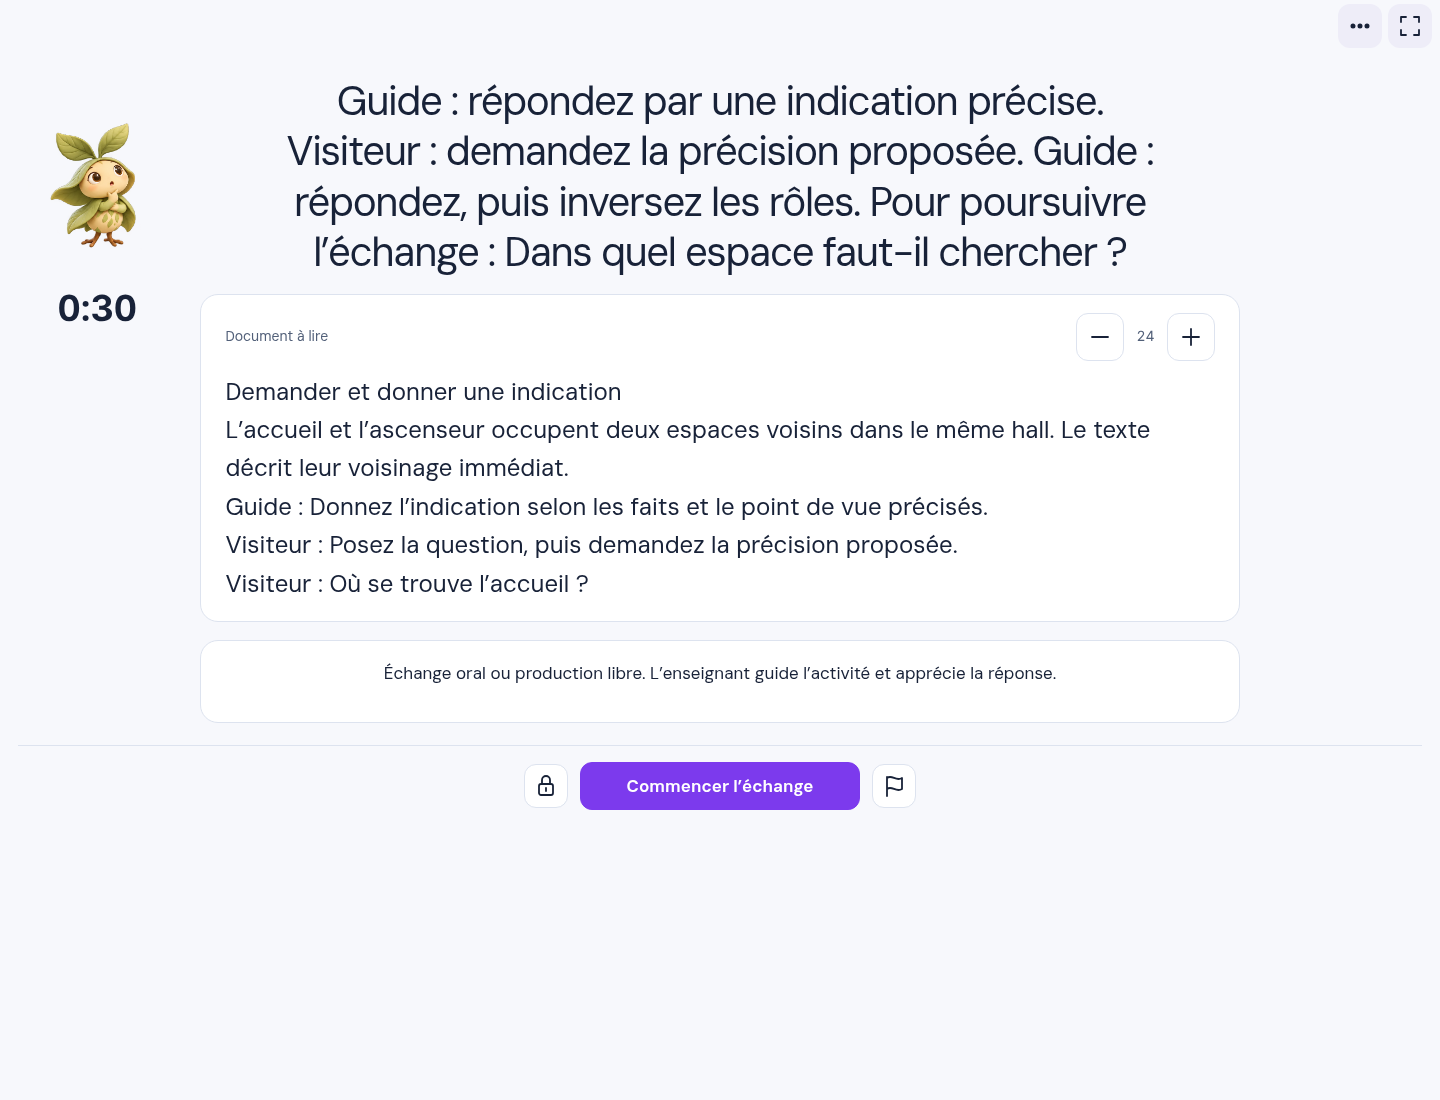 Guide : répondez par une indication précise.
Visiteur : demandez la précision proposée. Guide :
répondez, puis inversez les rôles. Pour poursuivre
l’échange : Dans quel espace faut-il chercher ?
0:30
Document à lire
24
Demander et donner une indication
L’accueil et l’ascenseur occupent deux espaces voisins dans le même hall. Le texte
décrit leur voisinage immédiat.
Guide : Donnez l’indication selon les faits et le point de vue précisés.
Visiteur : Posez la question, puis demandez la précision proposée.
Visiteur : Où se trouve l’accueil ?
Échange oral ou production libre. L’enseignant guide l’activité et apprécie la réponse.
Commencer l’échange